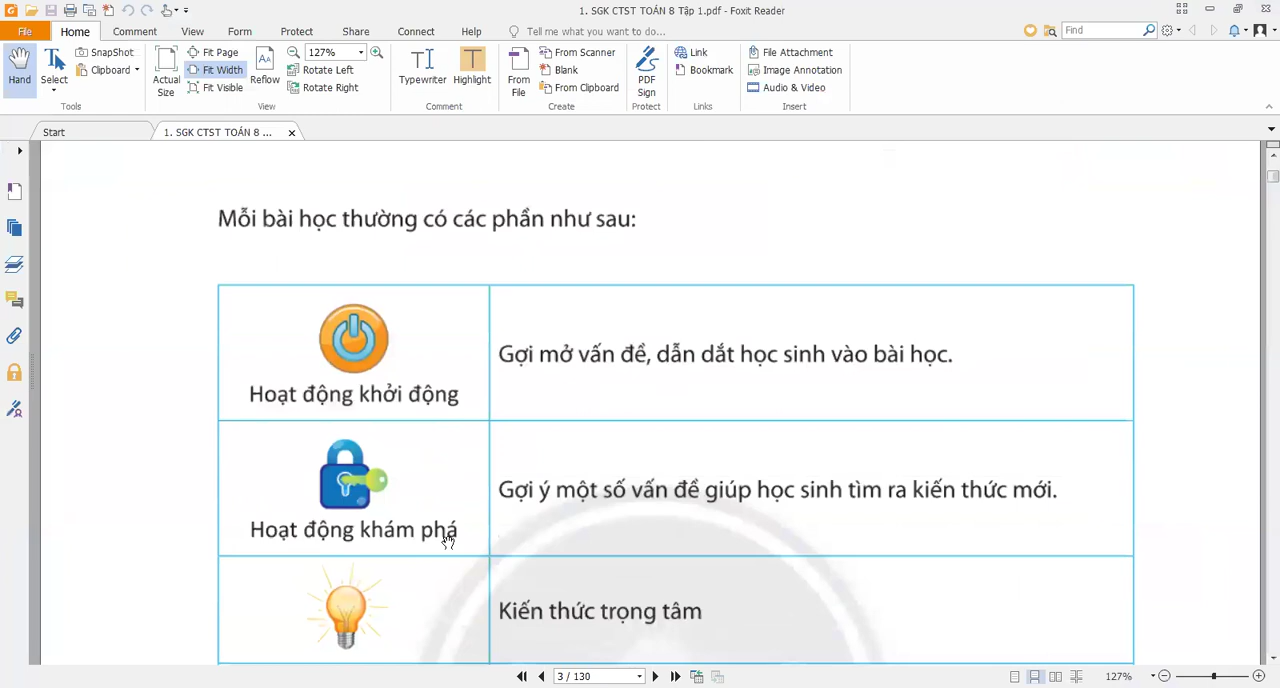 1. SGK CTST TOÁN 8 Tập 1.pdf - Foxit Reader
File Home Comment View Form Protect Share Connect Help Tell me what you want to do... Find
Hand
Select
SnapShot
Clipboard
Tools
Actual Size
Fit Page
Fit Width
Fit Visible
Reflow
127%
Rotate Left
Rotate Right
View
Typewriter
Highlight
Comment
From File
From Scanner
Blank
From Clipboard
Create
PDF Sign
Protect
Link
Bookmark
Links
File Attachment
Image Annotation
Audio & Video
Insert
Start
1. SGK CTST TOÁN 8 ...
Mỗi bài học thường có các phần như sau:
Hoạt động khởi động
Gợi mở vấn đề, dẫn dắt học sinh vào bài học.
Hoạt động khám phá
Gợi ý một số vấn đề giúp học sinh tìm ra kiến thức mới.
Kiến thức trọng tâm
3 / 130
127%